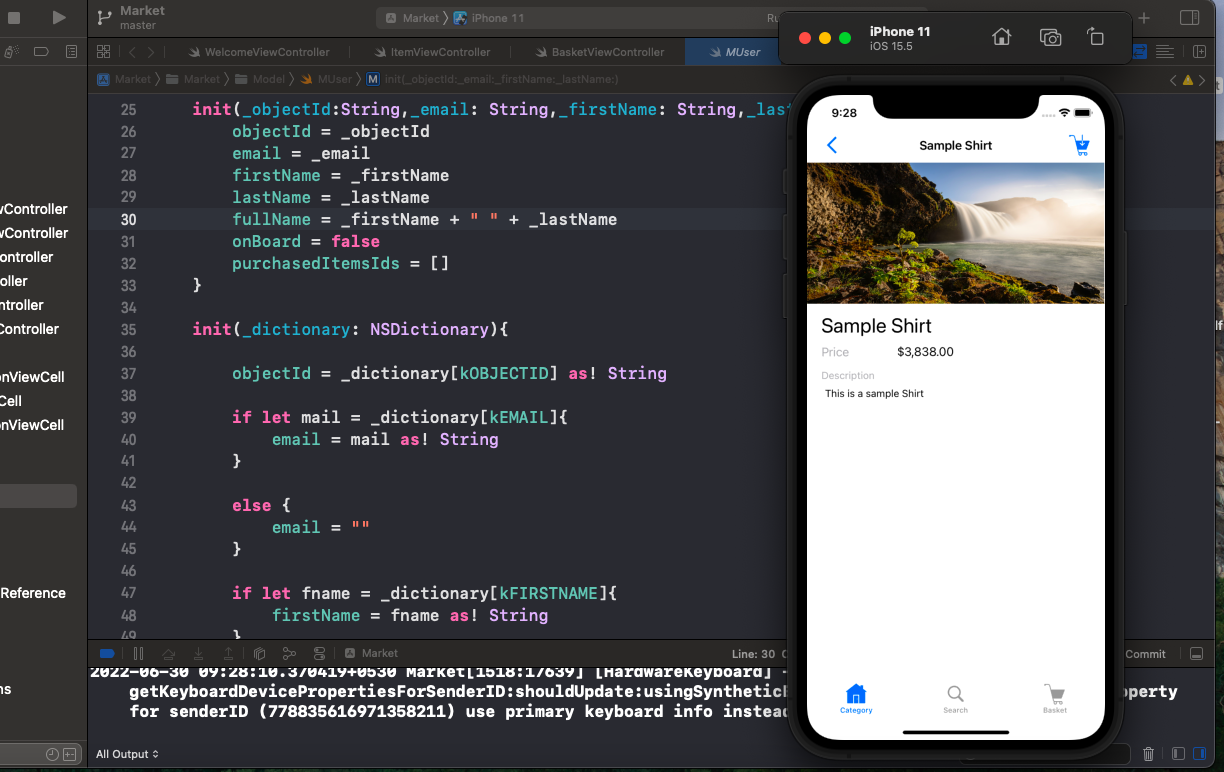 Market
master
Market
iPhone 11
Ru
WelcomeViewController
ItemViewController
BasketViewController
MUser
Market
Market
Model
MUser
M
init(_objectId:_email:_firstName:_lastName:)
wController
wController
ontroller
oller
ntroller
Controller
onViewCell
Cell
onViewCell
Reference
ns
25 init(_objectId:String,_email: String,_firstName: String,_last
26 objectId = _objectId
27 email = _email
28 firstName = _firstName
29 lastName = _lastName
30 fullName = _firstName + " " + _lastName
31 onBoard = false
32 purchasedItemsIds = []
33 }
34
35 init(_dictionary: NSDictionary){
36
37 objectId = _dictionary[kOBJECTID] as! String
38
39 if let mail = _dictionary[kEMAIL]{
40 email = mail as! String
41 }
42
43 else {
44 email = ""
45 }
46
47 if let fname = _dictionary[kFIRSTNAME]{
48 firstName = fname as! String
49 }
Market
Line: 30
Commit
2022-06-30 09:28:10.370419+0530 Market[1518:17639] [HardwareKeyboard] -
getKeyboardDevicePropertiesForSenderID:shouldUpdate:usingSyntheticE
operty
for senderID (778835616971358211) use primary keyboard info instead
All Output
iPhone 11
iOS 15.5
9:28
Sample Shirt
Sample Shirt
Price $3,838.00
Description
This is a sample Shirt
Category
Search
Basket